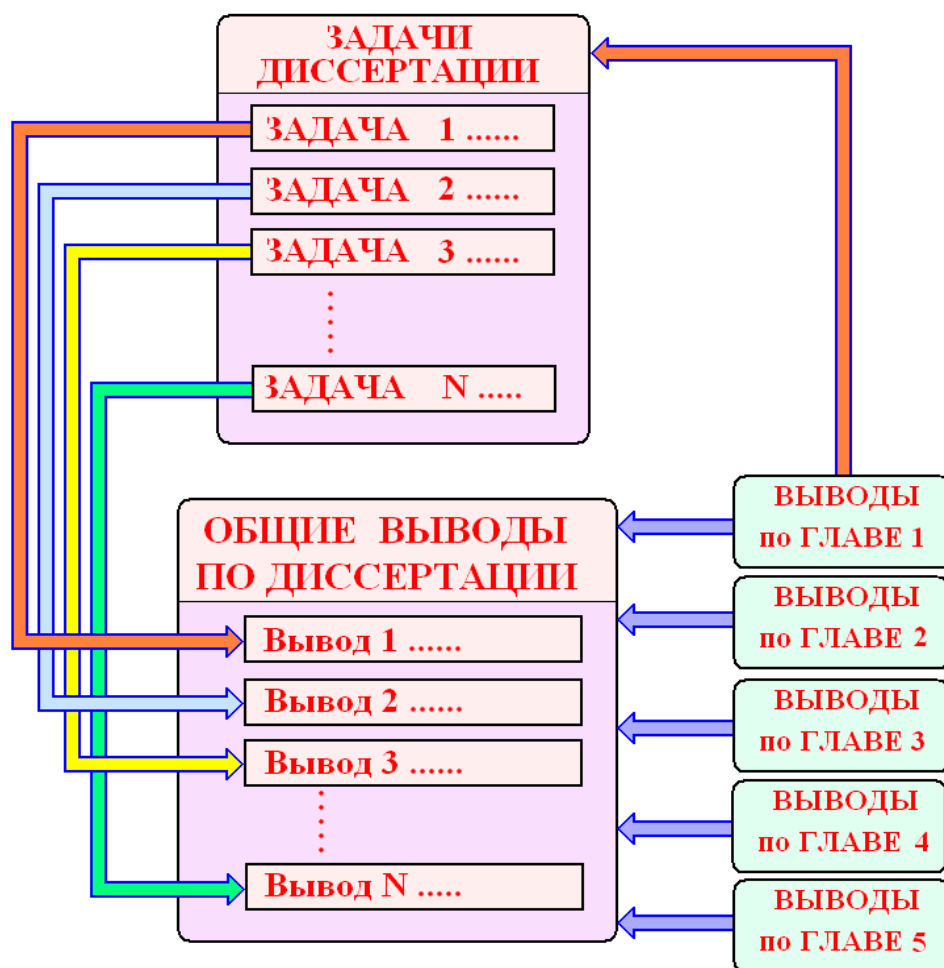 ЗАДАЧИ
ДИССЕРТАЦИИ
ЗАДАЧА 1 ......
ЗАДАЧА 2 ......
ЗАДАЧА 3 ......
ЗАДАЧА N .....
ОБЩИЕ ВЫВОДЫ
ПО ДИССЕРТАЦИИ
Вывод 1 ......
Вывод 2 ......
Вывод 3 ......
Вывод N .....
ВЫВОДЫ
по ГЛАВЕ 1
ВЫВОДЫ
по ГЛАВЕ 2
ВЫВОДЫ
по ГЛАВЕ 3
ВЫВОДЫ
по ГЛАВЕ 4
ВЫВОДЫ
по ГЛАВЕ 5